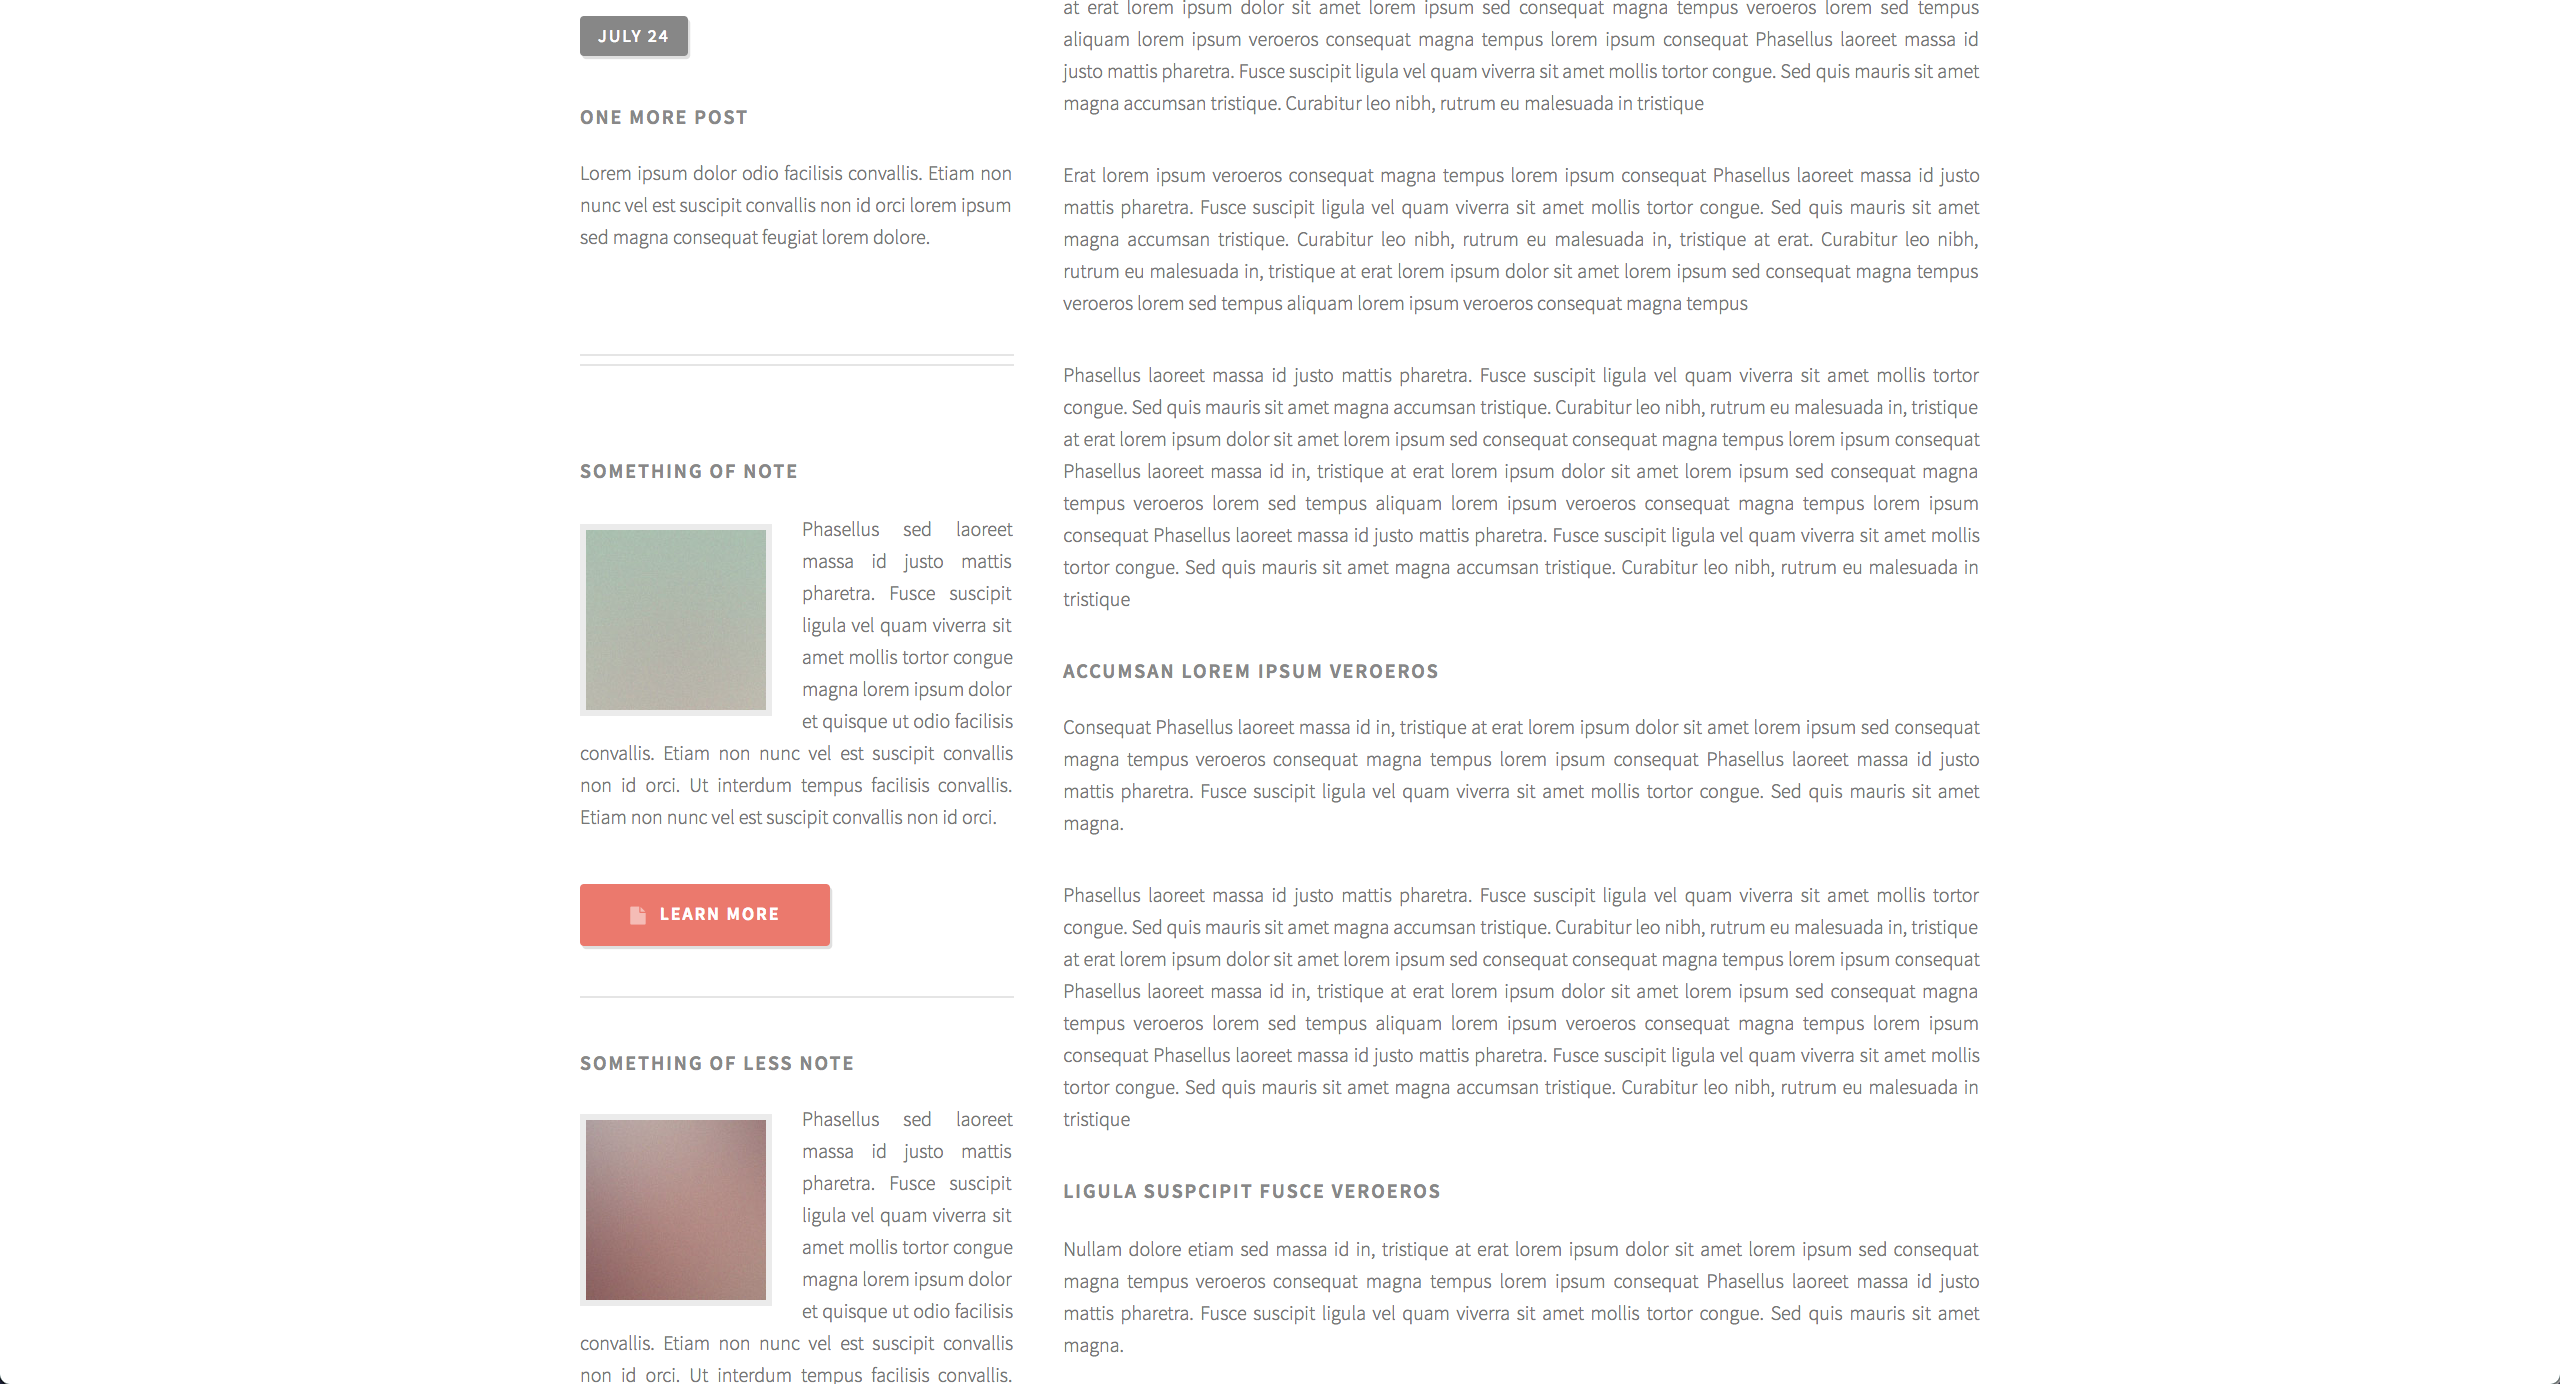 JULY 24
ONE MORE POST
Lorem ipsum dolor odio facilisis convallis. Etiam non
nunc vel est suscipit convallis non id orci lorem ipsum
sed magna consequat feugiat lorem dolore.
SOMETHING OF NOTE
Phasellus sed laoreet
massa id justo mattis
pharetra. Fusce suscipit
ligula vel quam viverra sit
amet mollis tortor congue
magna lorem ipsum dolor
et quisque ut odio facilisis
convallis. Etiam non nunc vel est suscipit convallis
non id orci. Ut interdum tempus facilisis convallis.
Etiam non nunc vel est suscipit convallis non id orci.
LEARN MORE
SOMETHING OF LESS NOTE
Phasellus sed laoreet
massa id justo mattis
pharetra. Fusce suscipit
ligula vel quam viverra sit
amet mollis tortor congue
magna lorem ipsum dolor
et quisque ut odio facilisis
convallis. Etiam non nunc vel est suscipit convallis
non id orci. Ut interdum tempus facilisis convallis.
at erat lorem ipsum dolor sit amet lorem ipsum sed consequat magna tempus veroeros lorem sed tempus
aliquam lorem ipsum veroeros consequat magna tempus lorem ipsum consequat Phasellus laoreet massa id
justo mattis pharetra. Fusce suscipit ligula vel quam viverra sit amet mollis tortor congue. Sed quis mauris sit amet
magna accumsan tristique. Curabitur leo nibh, rutrum eu malesuada in tristique
Erat lorem ipsum veroeros consequat magna tempus lorem ipsum consequat Phasellus laoreet massa id justo
mattis pharetra. Fusce suscipit ligula vel quam viverra sit amet mollis tortor congue. Sed quis mauris sit amet
magna accumsan tristique. Curabitur leo nibh, rutrum eu malesuada in, tristique at erat. Curabitur leo nibh,
rutrum eu malesuada in, tristique at erat lorem ipsum dolor sit amet lorem ipsum sed consequat magna tempus
veroeros lorem sed tempus aliquam lorem ipsum veroeros consequat magna tempus
Phasellus laoreet massa id justo mattis pharetra. Fusce suscipit ligula vel quam viverra sit amet mollis tortor
congue. Sed quis mauris sit amet magna accumsan tristique. Curabitur leo nibh, rutrum eu malesuada in, tristique
at erat lorem ipsum dolor sit amet lorem ipsum sed consequat consequat magna tempus lorem ipsum consequat
Phasellus laoreet massa id in, tristique at erat lorem ipsum dolor sit amet lorem ipsum sed consequat magna
tempus veroeros lorem sed tempus aliquam lorem ipsum veroeros consequat magna tempus lorem ipsum
consequat Phasellus laoreet massa id justo mattis pharetra. Fusce suscipit ligula vel quam viverra sit amet mollis
tortor congue. Sed quis mauris sit amet magna accumsan tristique. Curabitur leo nibh, rutrum eu malesuada in
tristique
ACCUMSAN LOREM IPSUM VEROEROS
Consequat Phasellus laoreet massa id in, tristique at erat lorem ipsum dolor sit amet lorem ipsum sed consequat
magna tempus veroeros consequat magna tempus lorem ipsum consequat Phasellus laoreet massa id justo
mattis pharetra. Fusce suscipit ligula vel quam viverra sit amet mollis tortor congue. Sed quis mauris sit amet
magna.
Phasellus laoreet massa id justo mattis pharetra. Fusce suscipit ligula vel quam viverra sit amet mollis tortor
congue. Sed quis mauris sit amet magna accumsan tristique. Curabitur leo nibh, rutrum eu malesuada in, tristique
at erat lorem ipsum dolor sit amet lorem ipsum sed consequat consequat magna tempus lorem ipsum consequat
Phasellus laoreet massa id in, tristique at erat lorem ipsum dolor sit amet lorem ipsum sed consequat magna
tempus veroeros lorem sed tempus aliquam lorem ipsum veroeros consequat magna tempus lorem ipsum
consequat Phasellus laoreet massa id justo mattis pharetra. Fusce suscipit ligula vel quam viverra sit amet mollis
tortor congue. Sed quis mauris sit amet magna accumsan tristique. Curabitur leo nibh, rutrum eu malesuada in
tristique
LIGULA SUSPCIPIT FUSCE VEROEROS
Nullam dolore etiam sed massa id in, tristique at erat lorem ipsum dolor sit amet lorem ipsum sed consequat
magna tempus veroeros consequat magna tempus lorem ipsum consequat Phasellus laoreet massa id justo
mattis pharetra. Fusce suscipit ligula vel quam viverra sit amet mollis tortor congue. Sed quis mauris sit amet
magna.